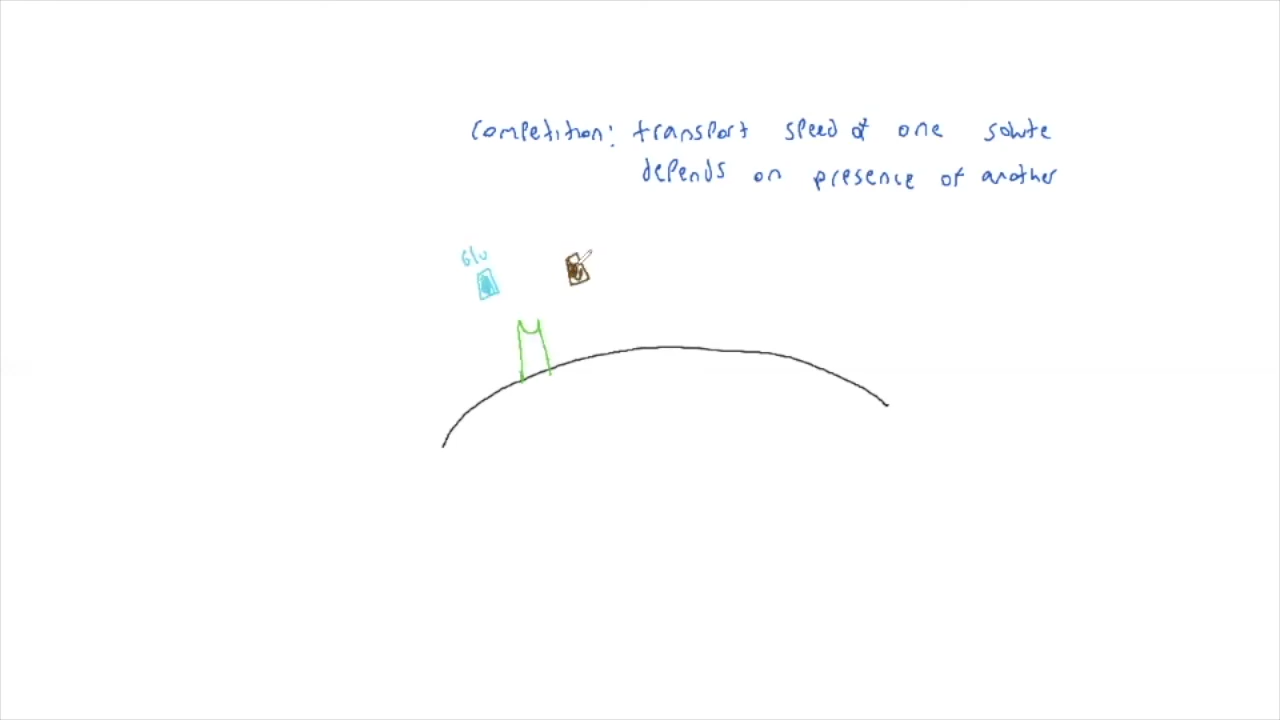 Competition: transport speed of one solute
depends on presence of another
Glu